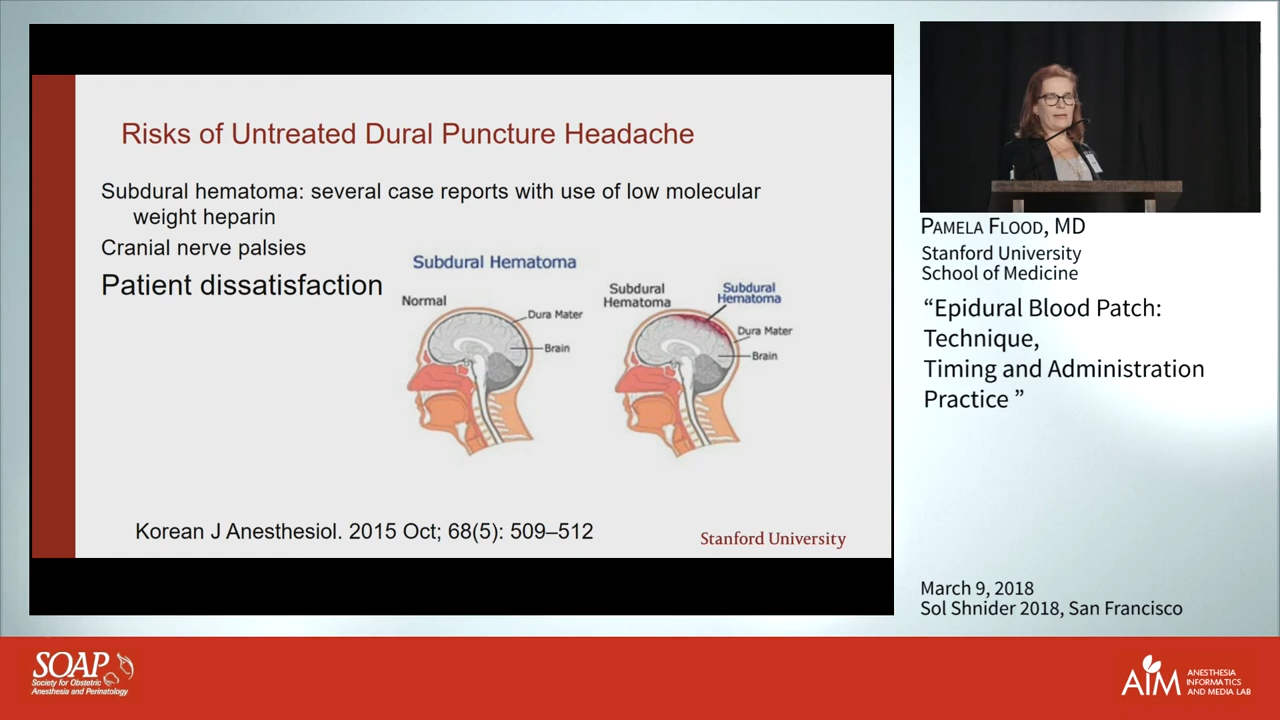 Risks of Untreated Dural Puncture Headache
Subdural hematoma: several case reports with use of low molecular
weight heparin
Cranial nerve palsies
Patient dissatisfaction
Subdural Hematoma
Normal
Dura Mater
Brain
Subdural
Hematoma
Subdural
Hematoma
Dura Mater
Brain
Korean J Anesthesiol. 2015 Oct; 68(5): 509–512
Stanford University
PAMELA FLOOD, MD
Stanford University
School of Medicine
“Epidural Blood Patch:
Technique,
Timing and Administration
Practice ”
March 9, 2018
Sol Shnider 2018, San Francisco
SOAP
Society for Obstetric
Anesthesia and Perinatology
AIM
ANESTHESIA
INFORMATICS
AND MEDIA LAB